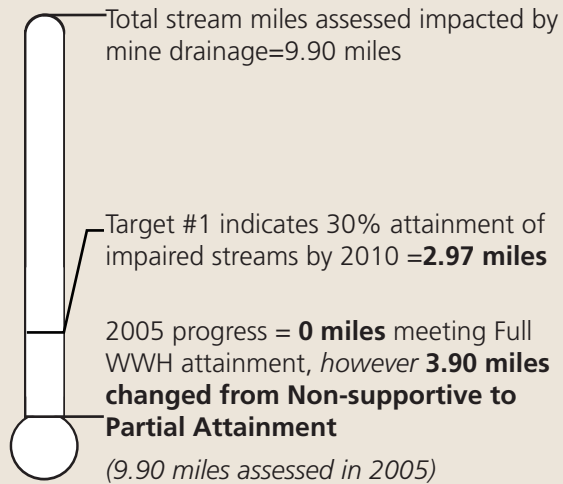 Total stream miles assessed impacted by
mine drainage=9.90 miles
Target #1 indicates 30% attainment of
impaired streams by 2010 =2.97 miles
2005 progress = 0 miles meeting Full
WWH attainment, however 3.90 miles
changed from Non-supportive to
Partial Attainment
(9.90 miles assessed in 2005)